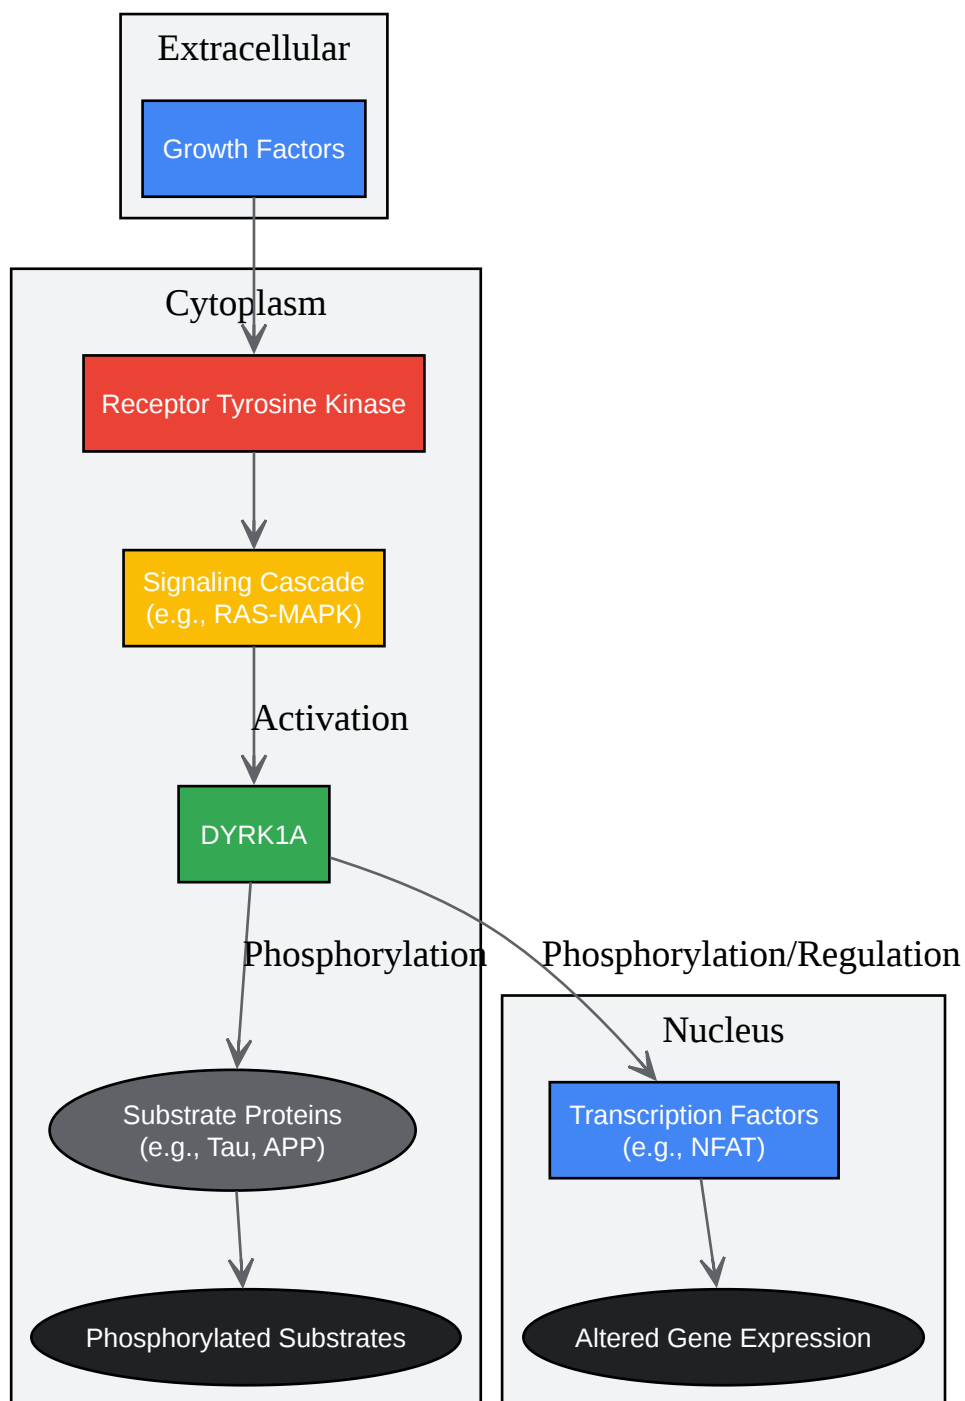 Extracellular
Growth Factors
Cytoplasm
Receptor Tyrosine Kinase
Signaling Cascade
(e.g., RAS-MAPK)
Activation
DYRK1A
Phosphorylation
Phosphorylation/Regulation
Nucleus
Substrate Proteins
(e.g., Tau, APP)
Transcription Factors
(e.g., NFAT)
Phosphorylated Substrates
Altered Gene Expression